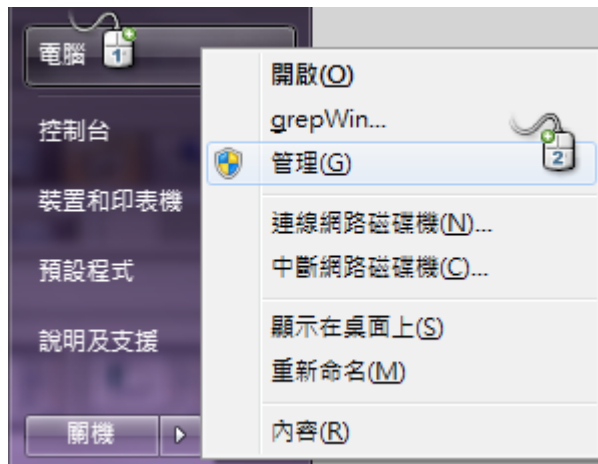 電腦
1
控制台
裝置和印表機
預設程式
說明及支援
關機
開啟(O)
grepWin...
管理(G)
2
連線網路磁碟機(N)...
中斷網路磁碟機(C)...
顯示在桌面上(S)
重新命名(M)
內容(R)